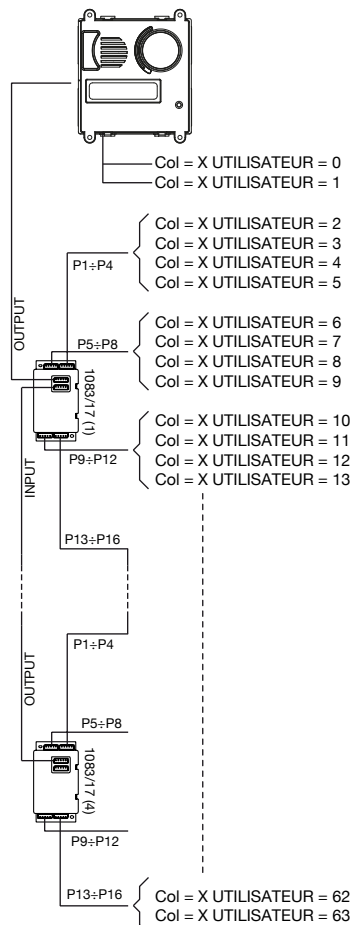 Col = X UTILISATEUR = 0
Col = X UTILISATEUR = 1
Col = X UTILISATEUR = 2
Col = X UTILISATEUR = 3
P1÷P4
Col = X UTILISATEUR = 4
Col = X UTILISATEUR = 5
OUTPUT
Col = X UTILISATEUR = 6
P5÷P8
Col = X UTILISATEUR = 7
Col = X UTILISATEUR = 8
Col = X UTILISATEUR = 9
1083/17 (1)
Col = X UTILISATEUR = 10
Col = X UTILISATEUR = 11
INPUT
P9÷P12
Col = X UTILISATEUR = 12
Col = X UTILISATEUR = 13
P13÷P16
P1÷P4
OUTPUT
P5÷P8
1083/17 (4)
P9÷P12
P13÷P16
Col = X UTILISATEUR = 62
Col = X UTILISATEUR = 63